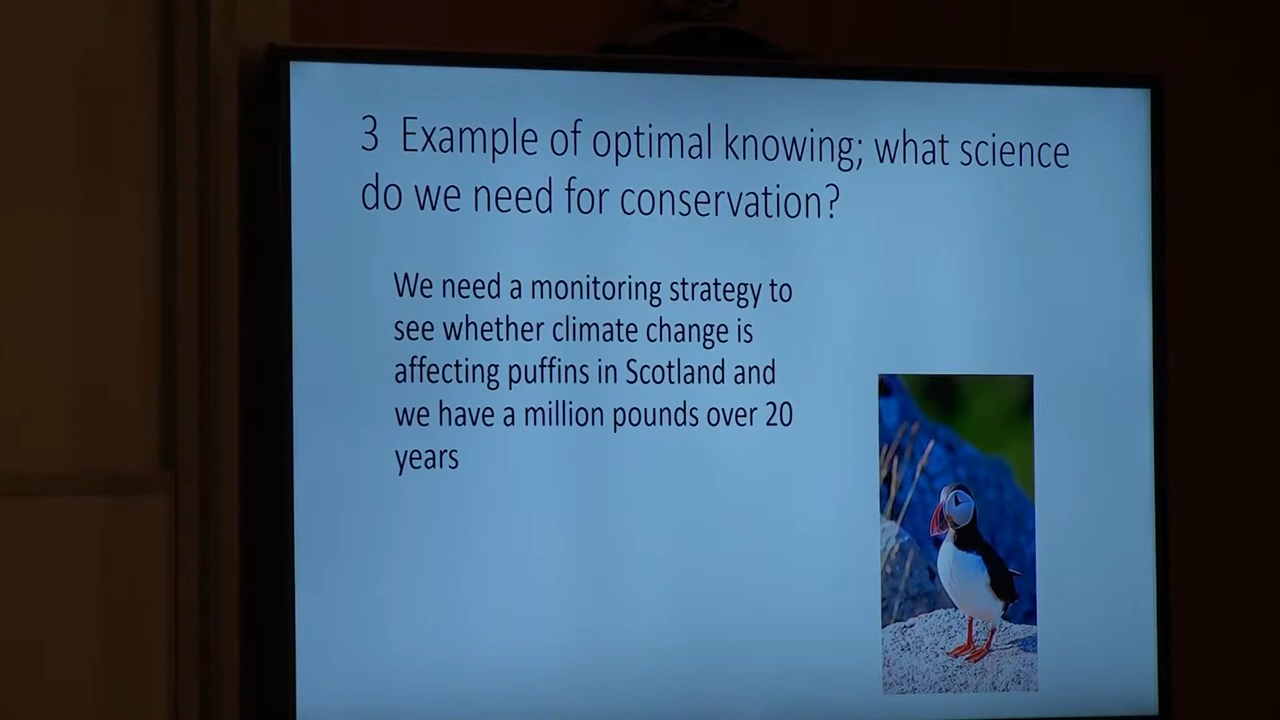 3 Example of optimal knowing; what science
do we need for conservation?
We need a monitoring strategy to
see whether climate change is
affecting puffins in Scotland and
we have a million pounds over 20
years